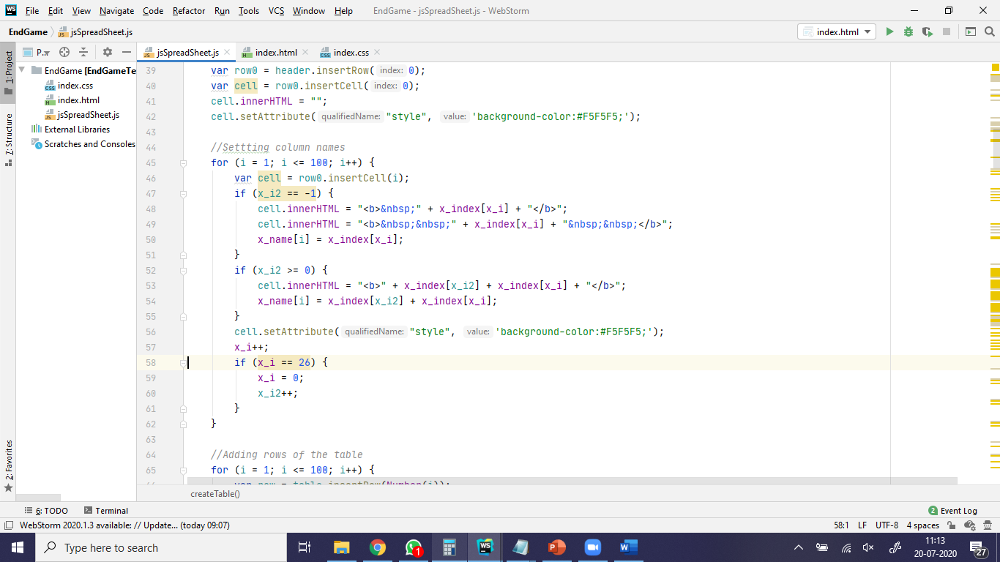 WS File Edit View Navigate Code Refactor Run Tools VCS Window Help EndGame - jsSpreadSheet.js - WebStorm
EndGame jsSpreadSheet.js index.html
1: Project
P.. jsSpreadSheet.js index.html index.css
EndGame [EndGameTe
index.css
index.html
jsSpreadSheet.js
External Libraries
Scratches and Consoles
7: Structure
2: Favorites
39 var row0 = header.insertRow( index: 0);
40 var cell = row0.insertCell( index: 0);
41 cell.innerHTML = "";
42 cell.setAttribute( qualifiedName: "style", value: 'background-color:#F5F5F5;');
43
44 //Settting column names
45 for (i = 1; i <= 100; i++) {
46 var cell = row0.insertCell(i);
47 if (x_i2 == -1) {
48 cell.innerHTML = "<b>&nbsp;" + x_index[x_i] + "</b>";
49 cell.innerHTML = "<b>&nbsp;&nbsp;" + x_index[x_i] + "&nbsp;&nbsp;</b>";
50 x_name[i] = x_index[x_i];
51 }
52 if (x_i2 >= 0) {
53 cell.innerHTML = "<b>" + x_index[x_i2] + x_index[x_i] + "</b>";
54 x_name[i] = x_index[x_i2] + x_index[x_i];
55 }
56 cell.setAttribute( qualifiedName: "style", value: 'background-color:#F5F5F5;');
57 x_i++;
58 if (x_i == 26) {
59 x_i = 0;
60 x_i2++;
61 }
62 }
63
64 //Adding rows of the table
65 for (i = 1; i <= 100; i++) {
var row = table.insertRow(Number(i));
createTable()
6: TODO Terminal 2 Event Log
WebStorm 2020.1.3 available: // Update... (today 09:07) 58:1 LF UTF-8 4 spaces
Type here to search 1 WS W 11:13
20-07-2020 27